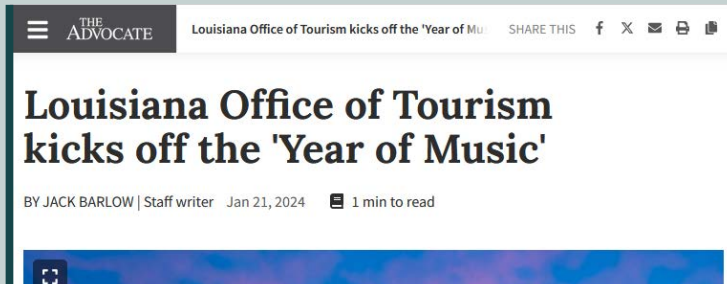 THE
ADVOCATE
Louisiana Office of Tourism kicks off the 'Year of Mu
SHARE THIS
Louisiana Office of Tourism
kicks off the 'Year of Music'
BY JACK BARLOW | Staff writer Jan 21, 2024 1 min to read